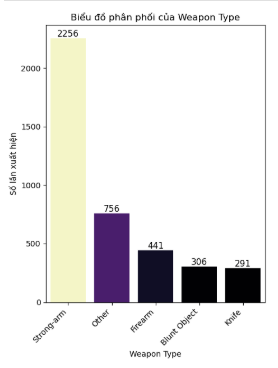 Biểu đồ phân phối của Weapon Type
2256
2000
1500
Số lần xuất hiện
1000
756
500
441
306
291
0
Strong-arm
Other
Firearm
Blunt Object
Knife
Weapon Type